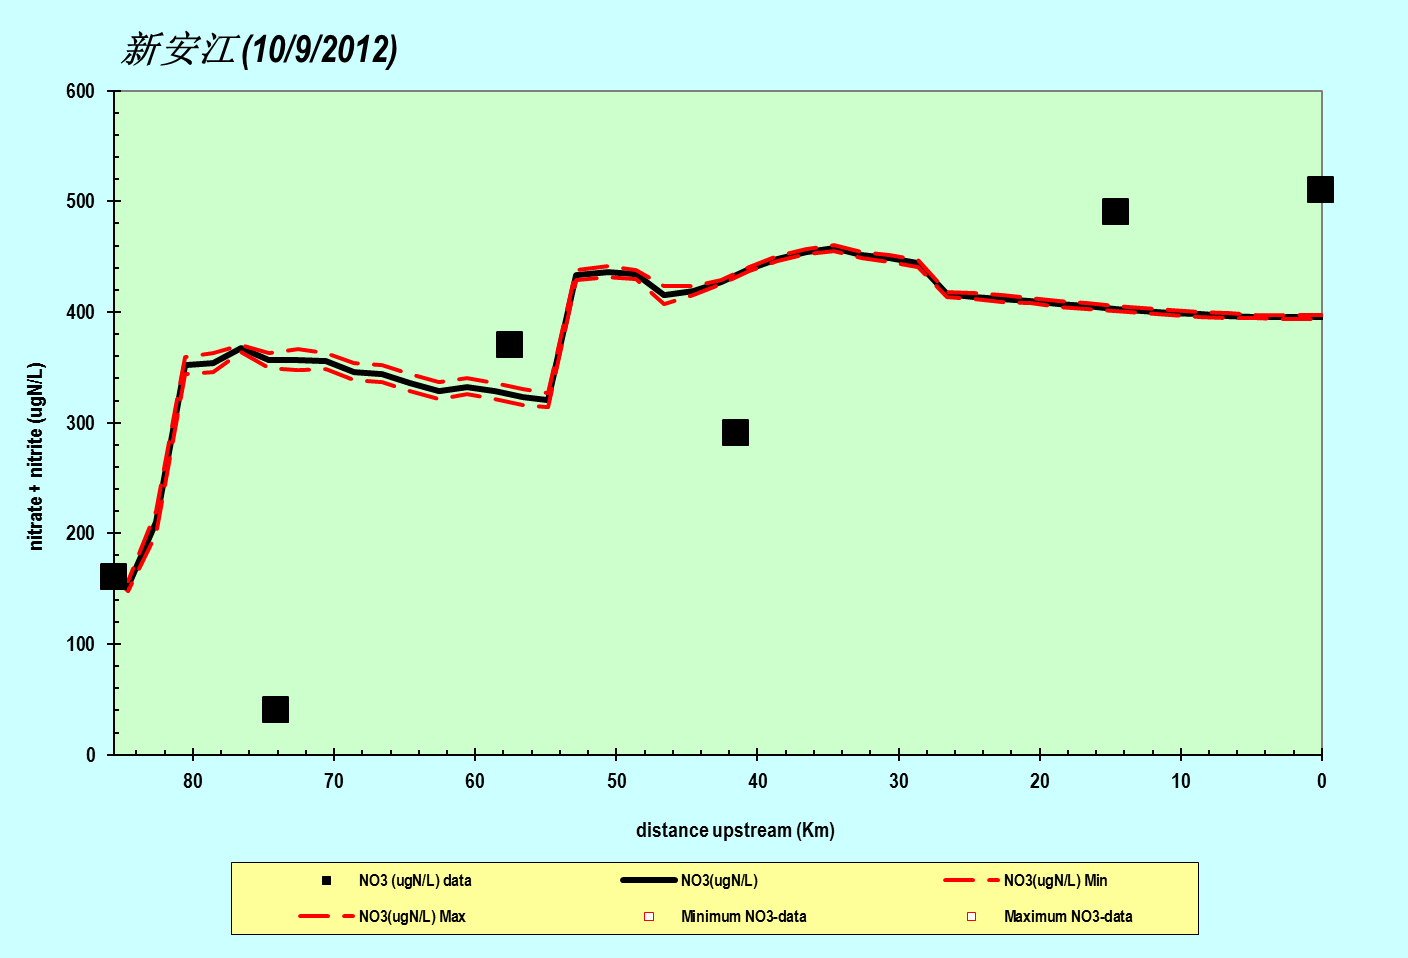 新安江(10/9/2012)
600
500
400
300
200
100
0
nitrate + nitrite (ugN/L)
80 70 60 50 40 30 20 10 0
distance upstream (Km)
NO3 (ugN/L) data NO3(ugN/L) NO3(ugN/L) Min
NO3(ugN/L) Max Minimum NO3-data Maximum NO3-data